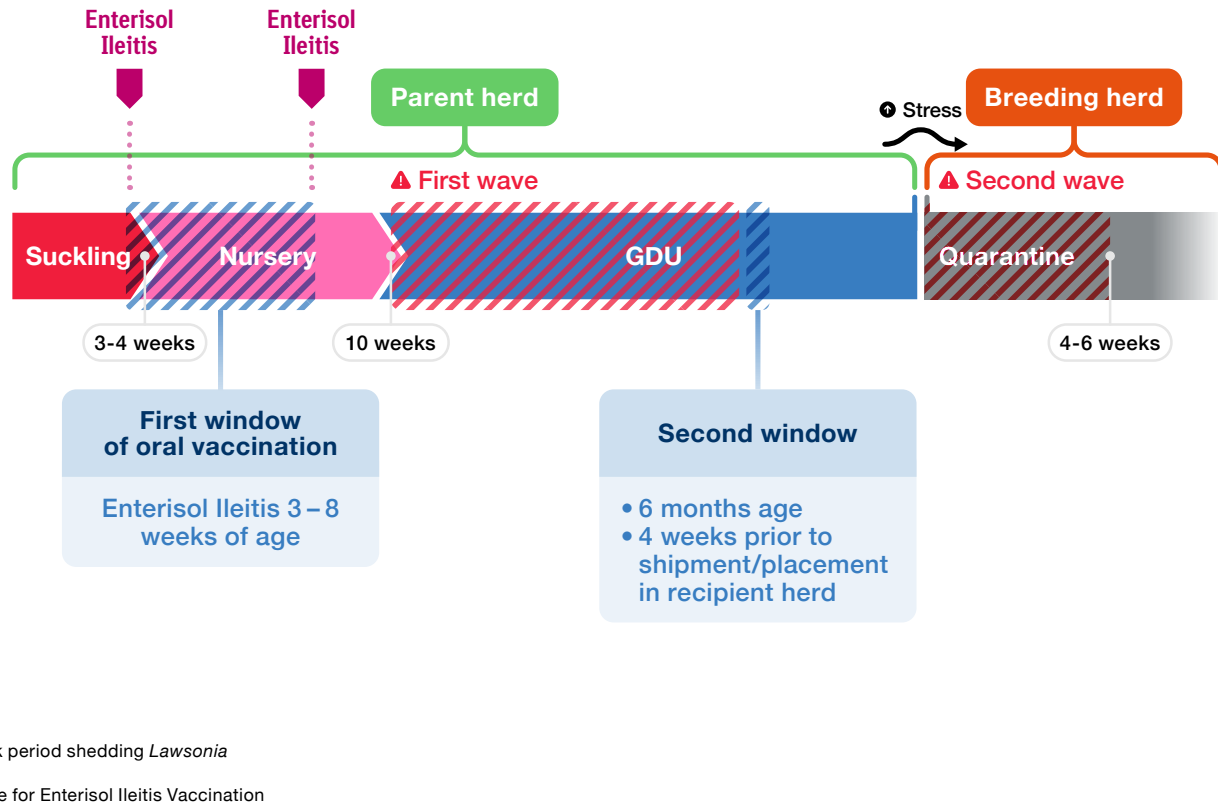 Enterisol
Ileitis
Enterisol
Ileitis
Parent herd
Stress
Breeding herd
First wave
Second wave
Suckling
Nursery
GDU
Quarantine
3-4 weeks
10 weeks
4-6 weeks
First window
of oral vaccination
Enterisol Ileitis 3–8
weeks of age
Second window
• 6 months age
• 4 weeks prior to
shipment/placement
in recipient herd
period shedding Lawsonia
for Enterisol Ileitis Vaccination